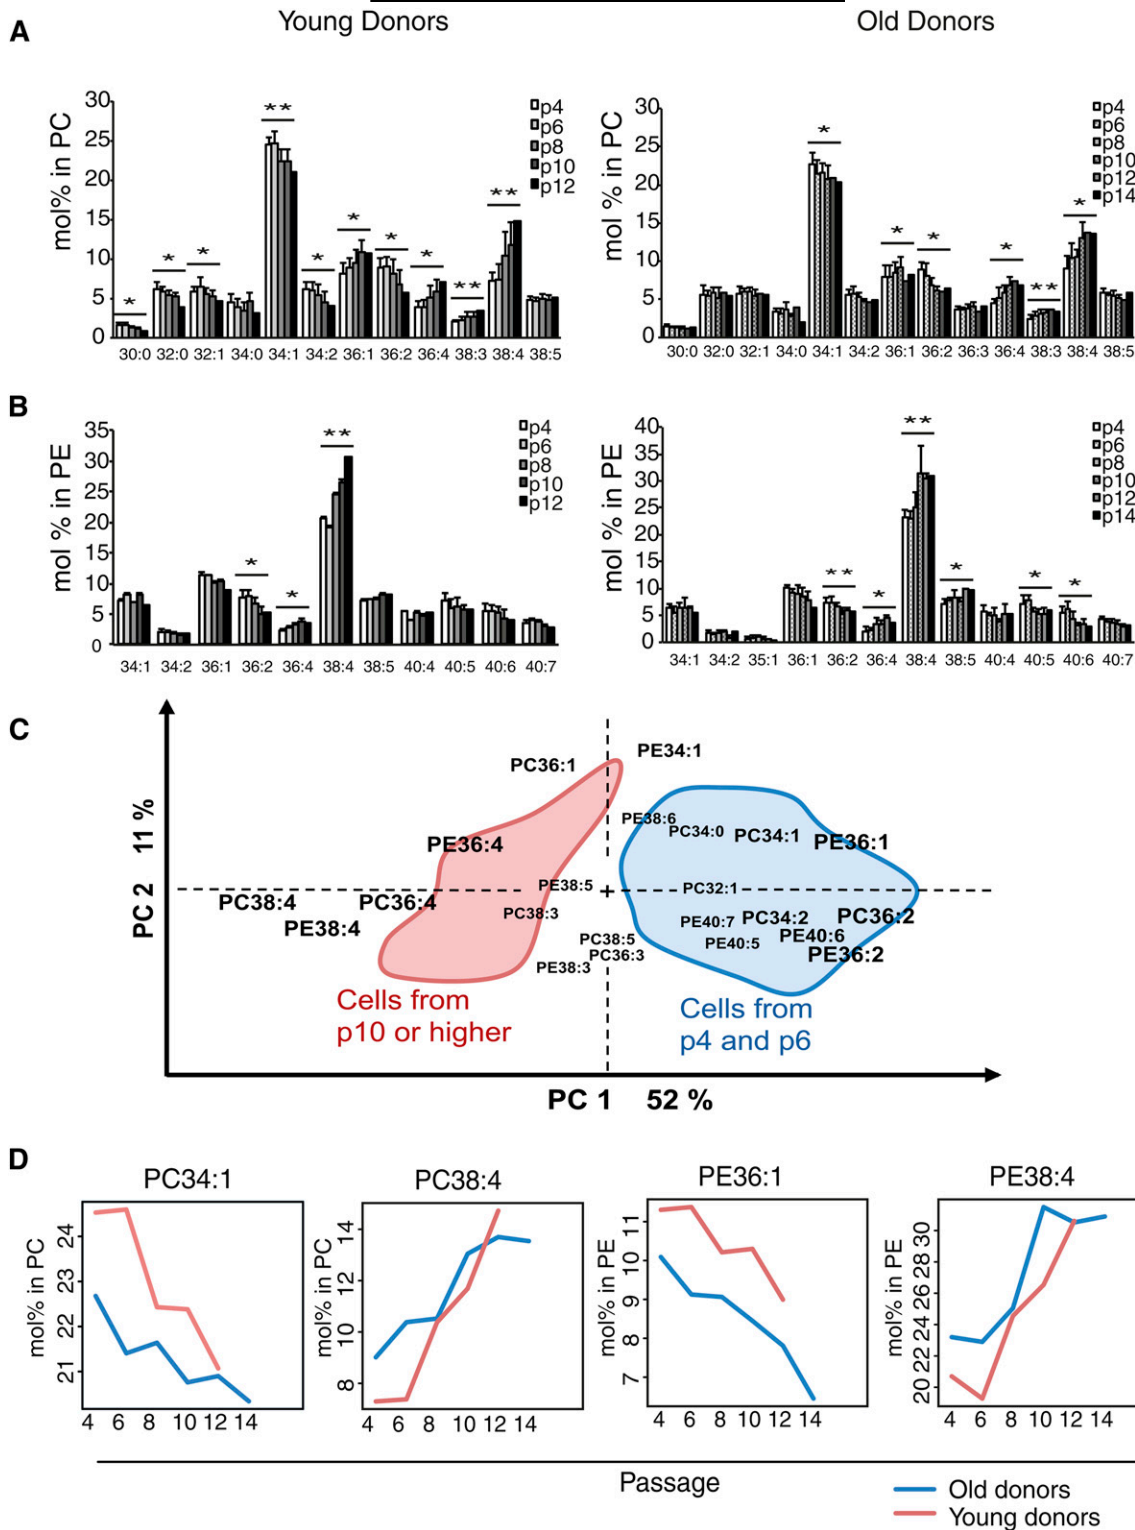 Young Donors
Old Donors
A
mol% in PC
30
25
20
15
10
5
0
*
*
*
**
*
*
*
*
**
**
p4
p6
p8
p10
p12
30:0 32:0 32:1 34:0 34:1 34:2 36:1 36:2 36:4 38:3 38:4 38:5
mol % in PC
30
25
20
15
10
5
0
*
*
*
*
**
*
p4
p6
p8
p10
p12
p14
30:0 32:0 32:1 34:0 34:1 34:2 36:1 36:2 36:3 36:4 38:3 38:4 38:5
B
mol % in PE
35
30
25
20
15
10
5
0
*
*
**
p4
p6
p8
p10
p12
34:1 34:2 36:1 36:2 36:4 38:4 38:5 40:4 40:5 40:6 40:7
mol % in PE
40
35
30
25
20
15
10
5
0
**
*
**
*
*
*
p4
p6
p8
p10
p12
p14
34:1 34:2 35:1 36:1 36:2 36:4 38:4 38:5 40:4 40:5 40:6 40:7
C
PC 2 11 %
PC36:1
PE34:1
PE38:6
PC34:0
PC34:1
PE36:1
PE36:4
PE38:5
PC32:1
PC38:4
PC36:4
PC38:3
PE38:4
PE40:7
PC34:2
PC36:2
PE40:5
PE40:6
PE36:2
PC38:5
PC36:3
PE38:3
Cells from
p10 or higher
Cells from
p4 and p6
PC 1 52 %
D
PC34:1
mol% in PC
24
23
22
21
4 6 8 10 12 14
PC38:4
mol% in PC
14
12
10
8
4 6 8 10 12 14
PE36:1
mol% in PE
11
10
9
8
7
4 6 8 10 12 14
PE38:4
mol% in PE
30
28
26
24
22
20
4 6 8 10 12 14
Passage
Old donors
Young donors